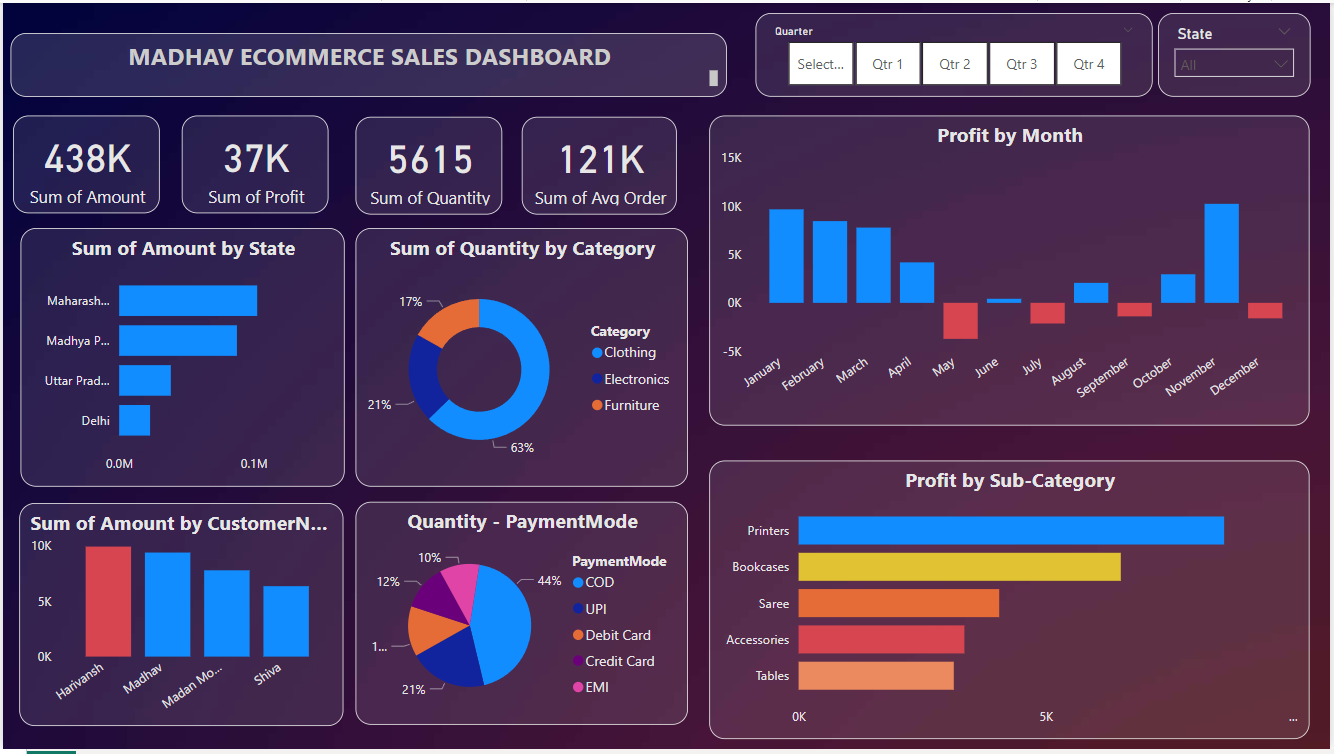 MADHAV ECOMMERCE SALES DASHBOARD
Quarter
Select...
Qtr 1
Qtr 2
Qtr 3
Qtr 4
State
All
438K
Sum of Amount
37K
Sum of Profit
5615
Sum of Quantity
121K
Sum of Avg Order
Profit by Month
15K
10K
5K
0K
-5K
January
February
March
April
May
June
July
August
September
October
November
December
Sum of Amount by State
Maharash...
Madhya P...
Uttar Prad...
Delhi
0.0M
0.1M
Sum of Quantity by Category
17%
21%
63%
Category
Clothing
Electronics
Furniture
Sum of Amount by CustomerN...
10K
5K
0K
Harivansh
Madhav
Madan Mo...
Shiva
Quantity - PaymentMode
10%
12%
1...
21%
44%
PaymentMode
COD
UPI
Debit Card
Credit Card
EMI
Profit by Sub-Category
Printers
Bookcases
Saree
Accessories
Tables
0K
5K
...